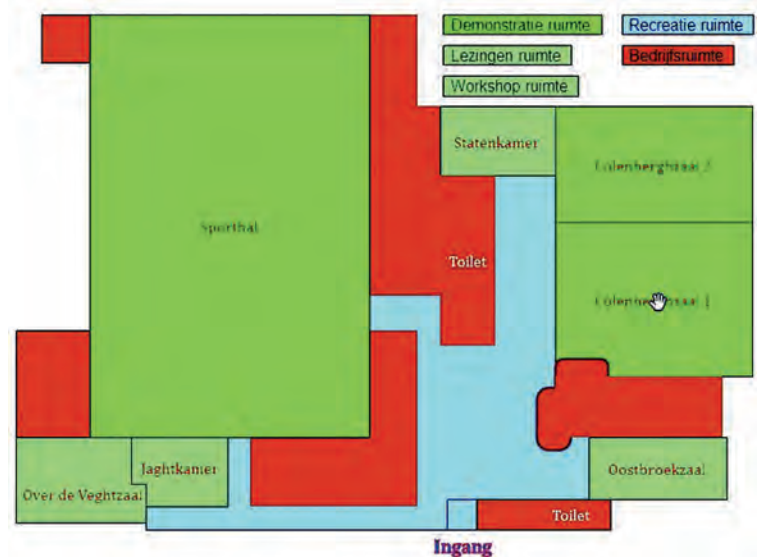 Demonstratie ruimte
Recreatie ruimte
Lezingen ruimte
Bedrijfsruimte
Workshop ruimte
Statenkamer
Sporthal
Toilet
Jaghtkamer
Over de Veghtzaal
Oostbroekzaal
Toilet
Ingang